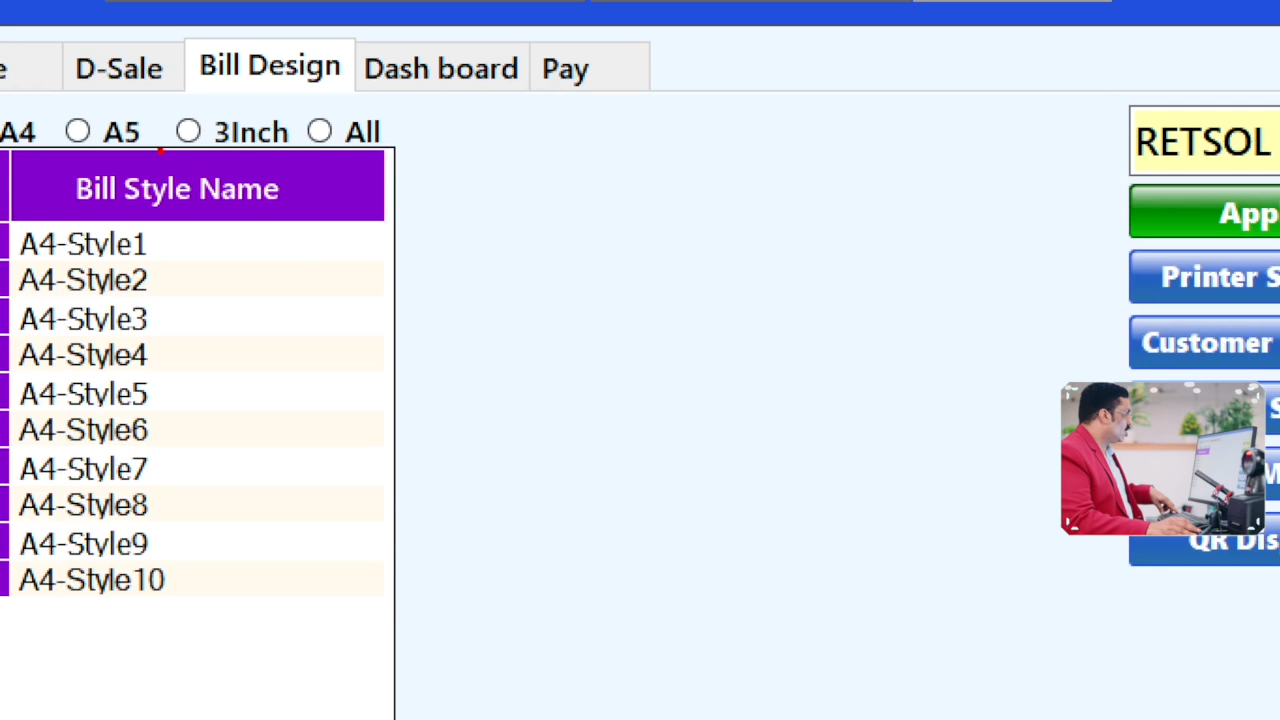 D-Sale Bill Design Dash board Pay
A4 A5 3Inch All
RETSOL
Bill Style Name
App
Printer S
A4-Style1
A4-Style2
A4-Style3
Customer
A4-Style4
A4-Style5
A4-Style6
A4-Style7
A4-Style8
A4-Style9
QR Dis
A4-Style10